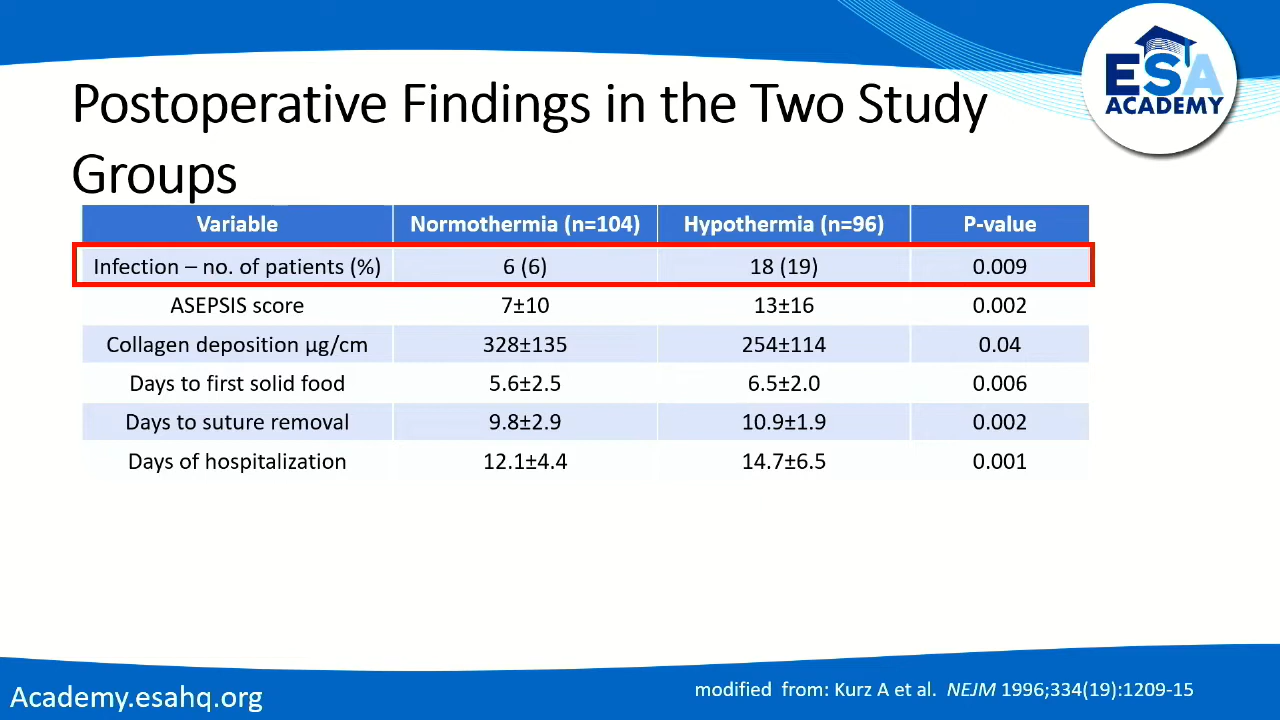 ESA
ACADEMY
Postoperative Findings in the Two Study
Groups
Variable Normothermia (n=104) Hypothermia (n=96) P-value
Infection – no. of patients (%) 6 (6) 18 (19) 0.009
ASEPSIS score 7±10 13±16 0.002
Collagen deposition µg/cm 328±135 254±114 0.04
Days to first solid food 5.6±2.5 6.5±2.0 0.006
Days to suture removal 9.8±2.9 10.9±1.9 0.002
Days of hospitalization 12.1±4.4 14.7±6.5 0.001
modified from: Kurz A et al. NEJM 1996;334(19):1209-15
Academy.esahq.org